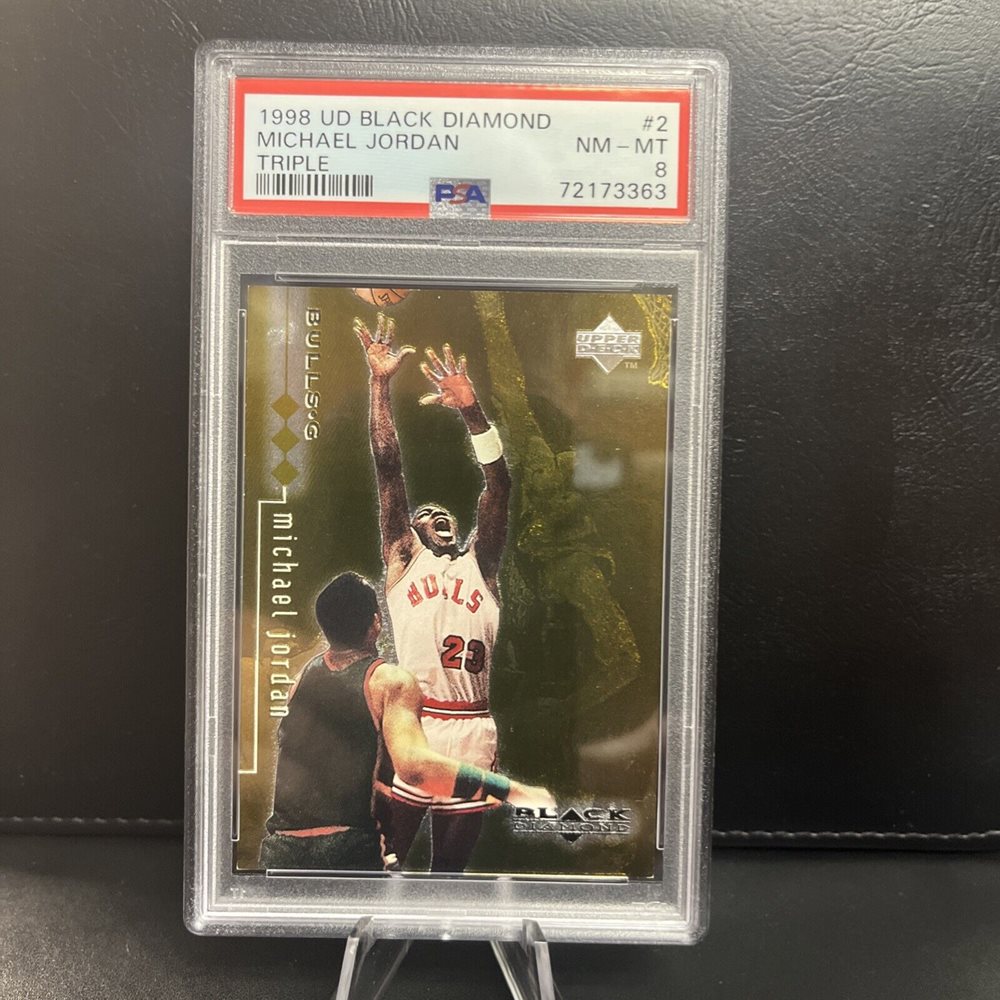 1998 UD BLACK DIAMOND #2
MICHAEL JORDAN NM - MT
TRIPLE 8
PSA 72173363
BULLS•G
UPPER
DECK
TM
michael jordan
BULLS
23
BLACK
DIAMOND